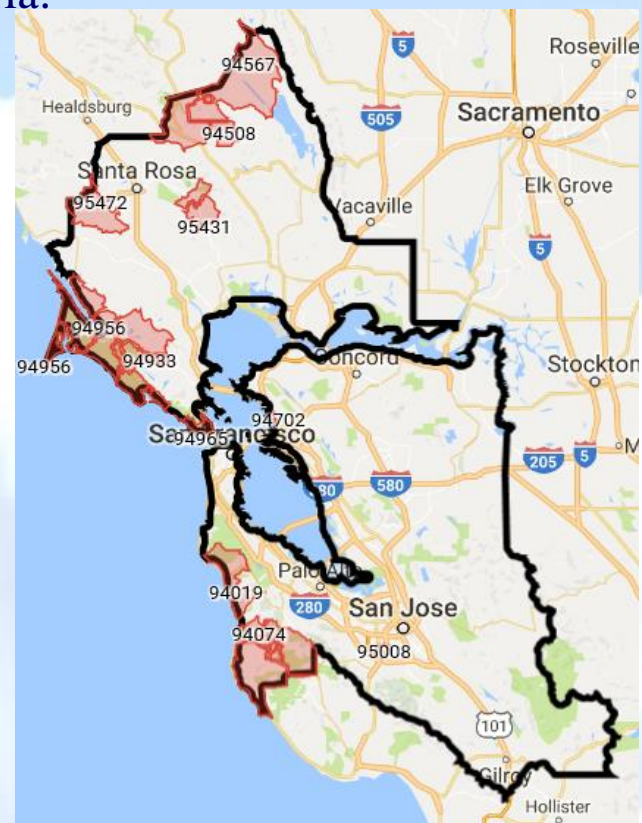 5
Roseville
94567
Healdsburg
505
Sacramento
94508
Santa Rosa
Elk Grove
95472
95431
Vacaville
5
94956
94933
94956
Concord
Stockton
94702
San Francisco
94965
205
5
80
580
Palo Alto
94019
280
San Jose
94074
95008
101
Gilroy
Hollister